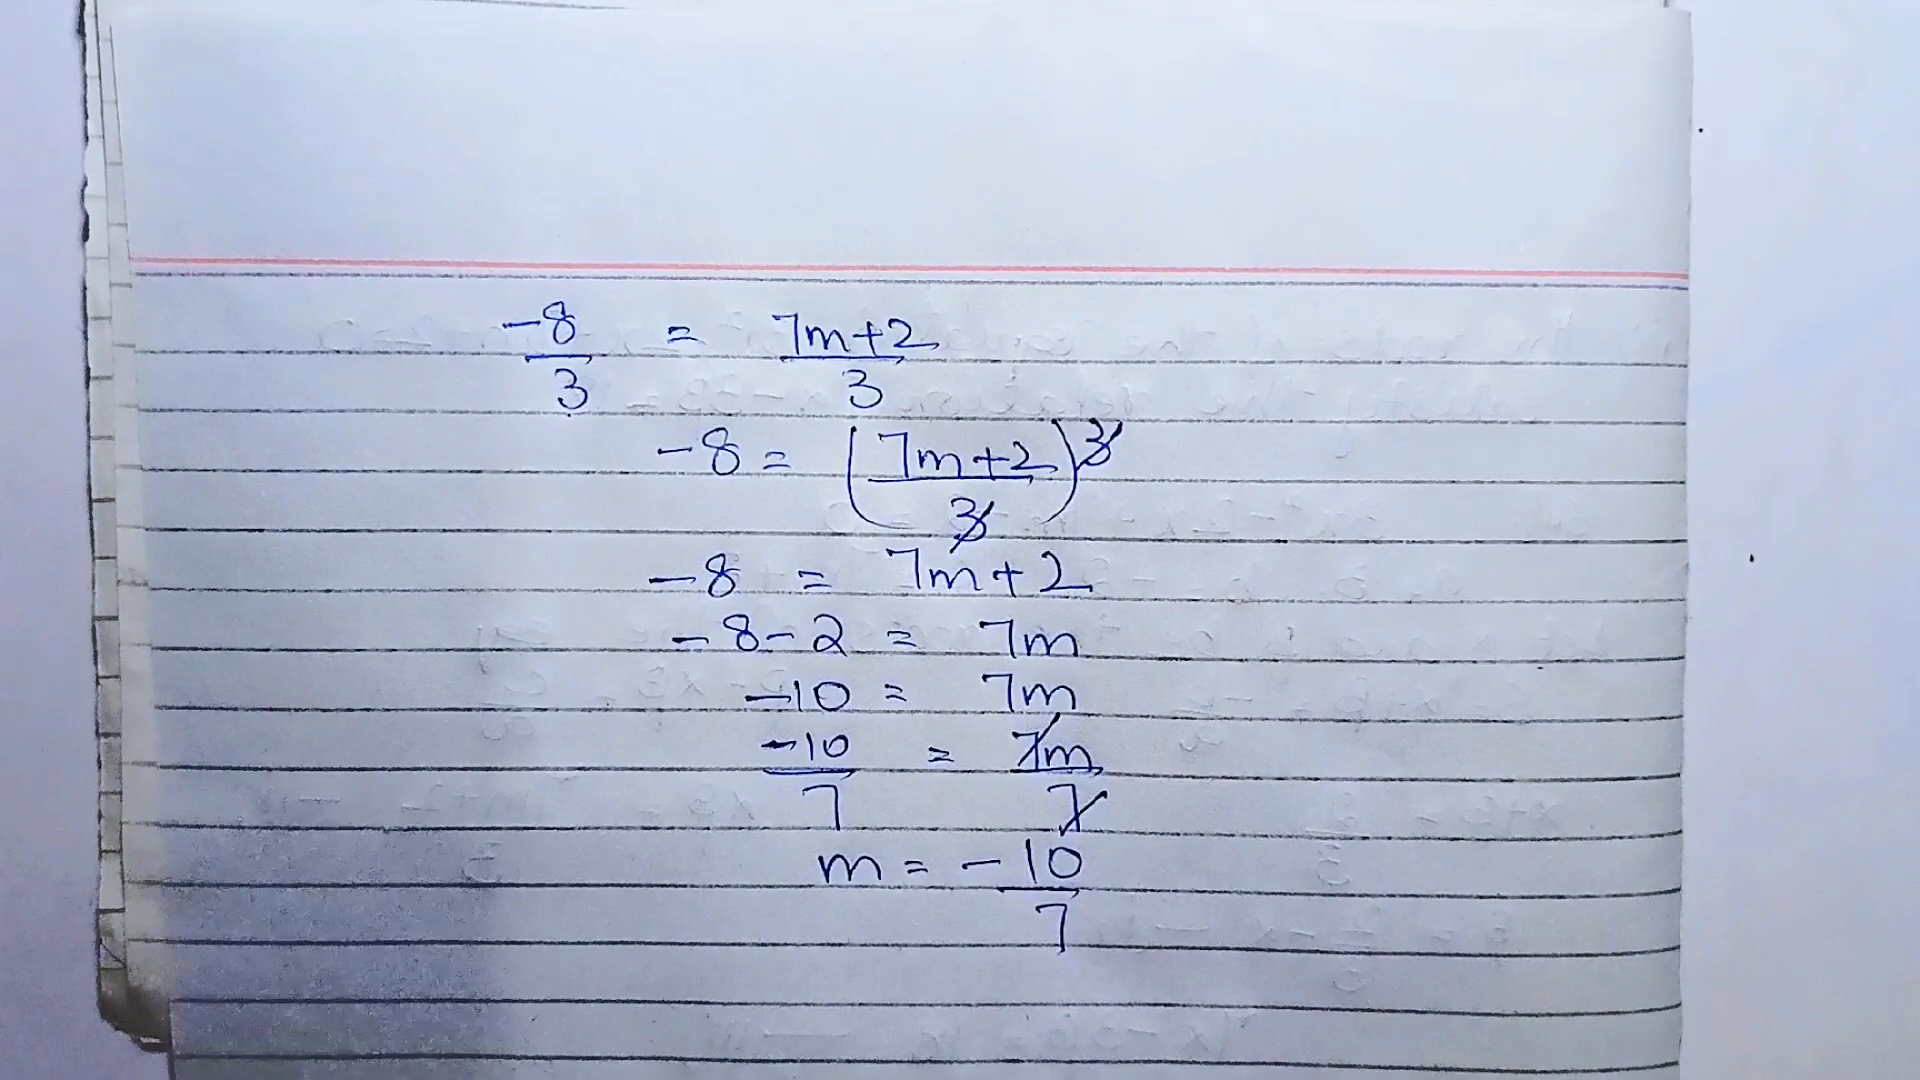 -8/3 = 7m+2/3
-8 = (7m+2/3)3
-8 = 7m+2
-8-2 = 7m
-10 = 7m
-10/7 = 7m/7
m = -10/7